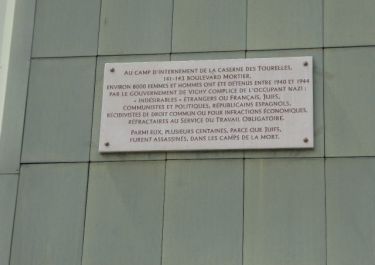 AU CAMP D'INTERNEMENT DE LA CASERNE DES TOURELLES,
141-143 BOULEVARD MORTIER,
ENVIRON 8000 FEMMES ET HOMMES ONT ÉTÉ DÉTENUS ENTRE 1940 ET 1944
PAR LE GOUVERNEMENT DE VICHY COMPLICE DE L'OCCUPANT NAZI :
« INDÉSIRABLES » ÉTRANGERS OU FRANÇAIS, JUIFS,
COMMUNISTES ET POLITIQUES, RÉPUBLICAINS ESPAGNOLS,
RÉCIDIVISTES DE DROIT COMMUN OU POUR INFRACTIONS ÉCONOMIQUES,
RÉFRACTAIRES AU SERVICE DU TRAVAIL OBLIGATOIRE.
PARMI EUX, PLUSIEURS CENTAINES, PARCE QUE JUIFS,
FURENT ASSASSINÉS, DANS LES CAMPS DE LA MORT.